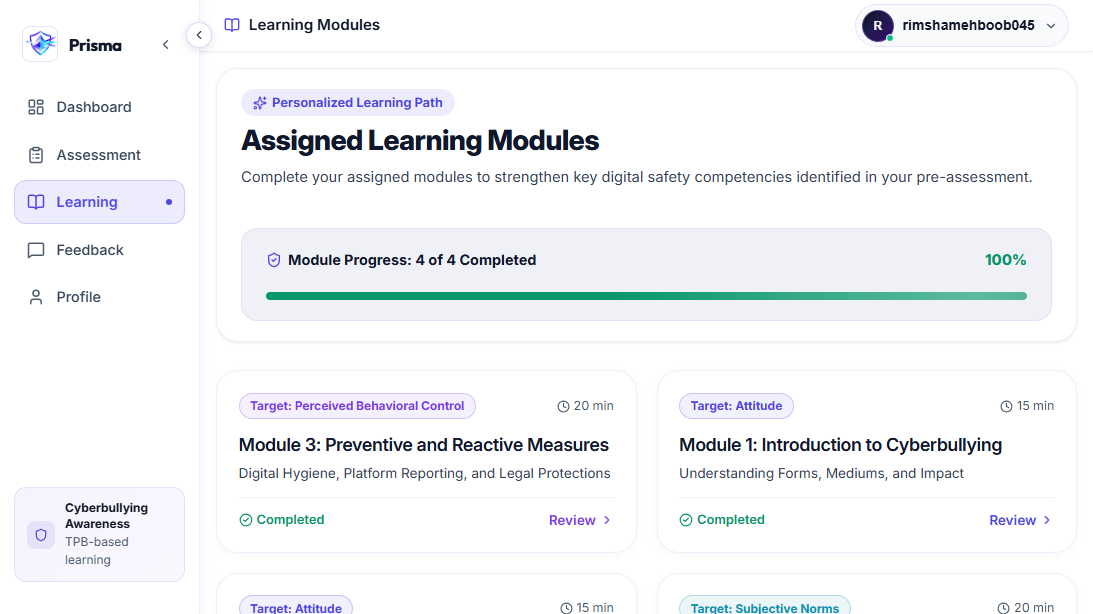 Prisma
Dashboard
Assessment
Learning
Feedback
Profile
Cyberbullying
Awareness
TPB-based
learning
Learning Modules
R
rimshamehboob045
Personalized Learning Path
Assigned Learning Modules
Complete your assigned modules to strengthen key digital safety competencies identified in your pre-assessment.
Module Progress: 4 of 4 Completed
100%
Target: Perceived Behavioral Control
20 min
Module 3: Preventive and Reactive Measures
Digital Hygiene, Platform Reporting, and Legal Protections
Completed
Review
Target: Attitude
15 min
Module 1: Introduction to Cyberbullying
Understanding Forms, Mediums, and Impact
Completed
Review
Target: Attitude
15 min
Target: Subjective Norms
20 min